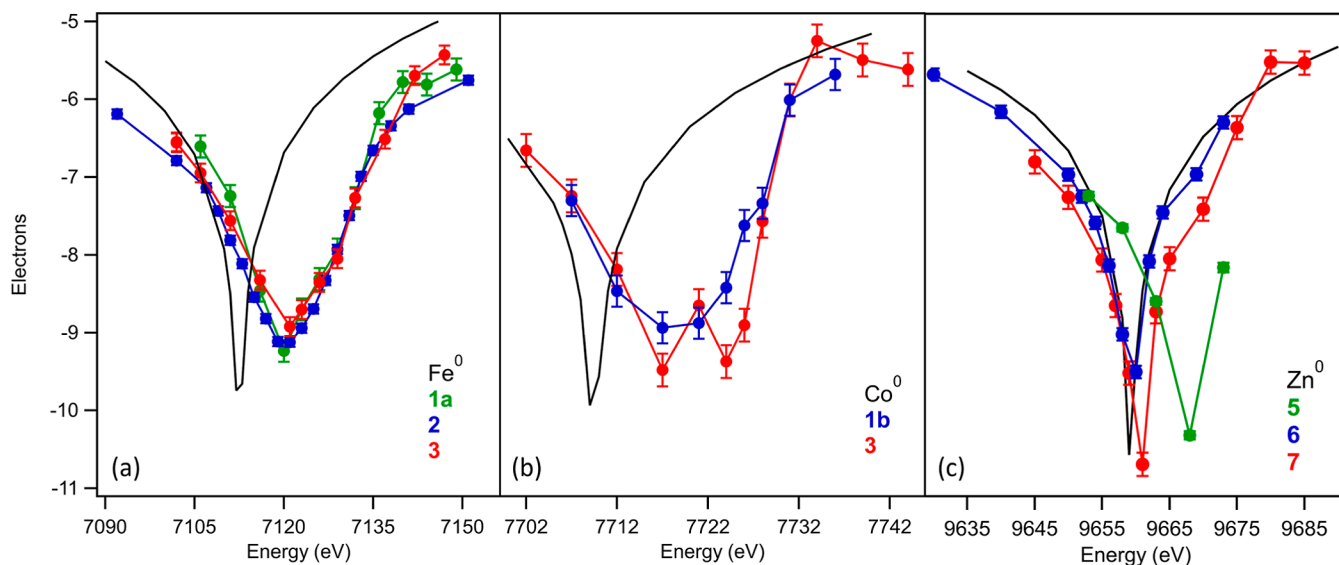 -5
-6
-7
-8
-9
-10
-11
Electrons
(a)
Fe⁰
1a
2
3
7090 7105 7120 7135 7150
Energy (eV)
(b)
Co⁰
1b
3
7702 7712 7722 7732 7742
Energy (eV)
(c)
Zn⁰
5
6
7
9635 9645 9655 9665 9675 9685
Energy (eV)